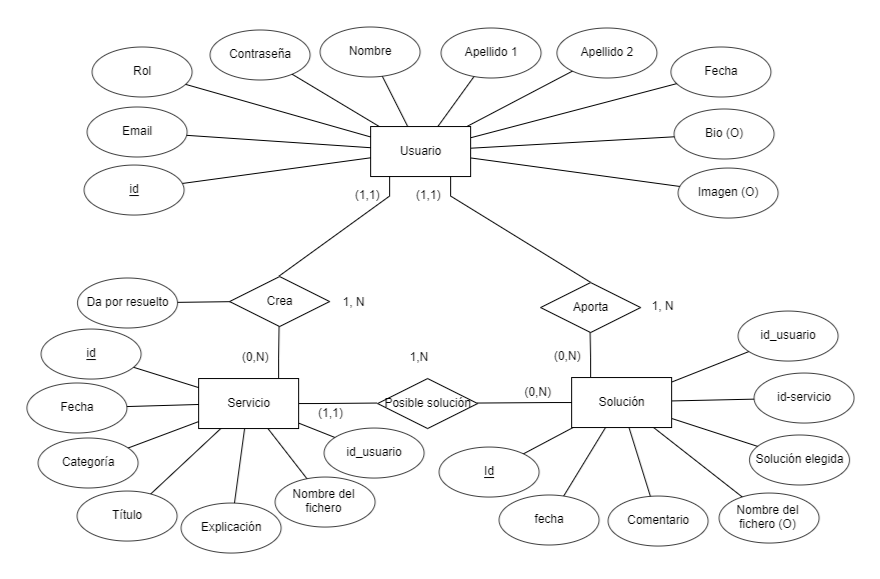 Rol
Contraseña
Nombre
Apellido 1
Apellido 2
Fecha
Email
Usuario
Bio (O)
id
Imagen (O)
(1,1)
(1,1)
Da por resuelto
Crea
1, N
Aporta
1, N
id
(0,N)
1,N
(0,N)
id_usuario
Fecha
Servicio
(1,1)
Posible solución
(0,N)
Solución
id-servicio
Categoría
id_usuario
Id
Solución elegida
Título
Explicación
Nombre del
fichero
fecha
Comentario
Nombre del
fichero (O)